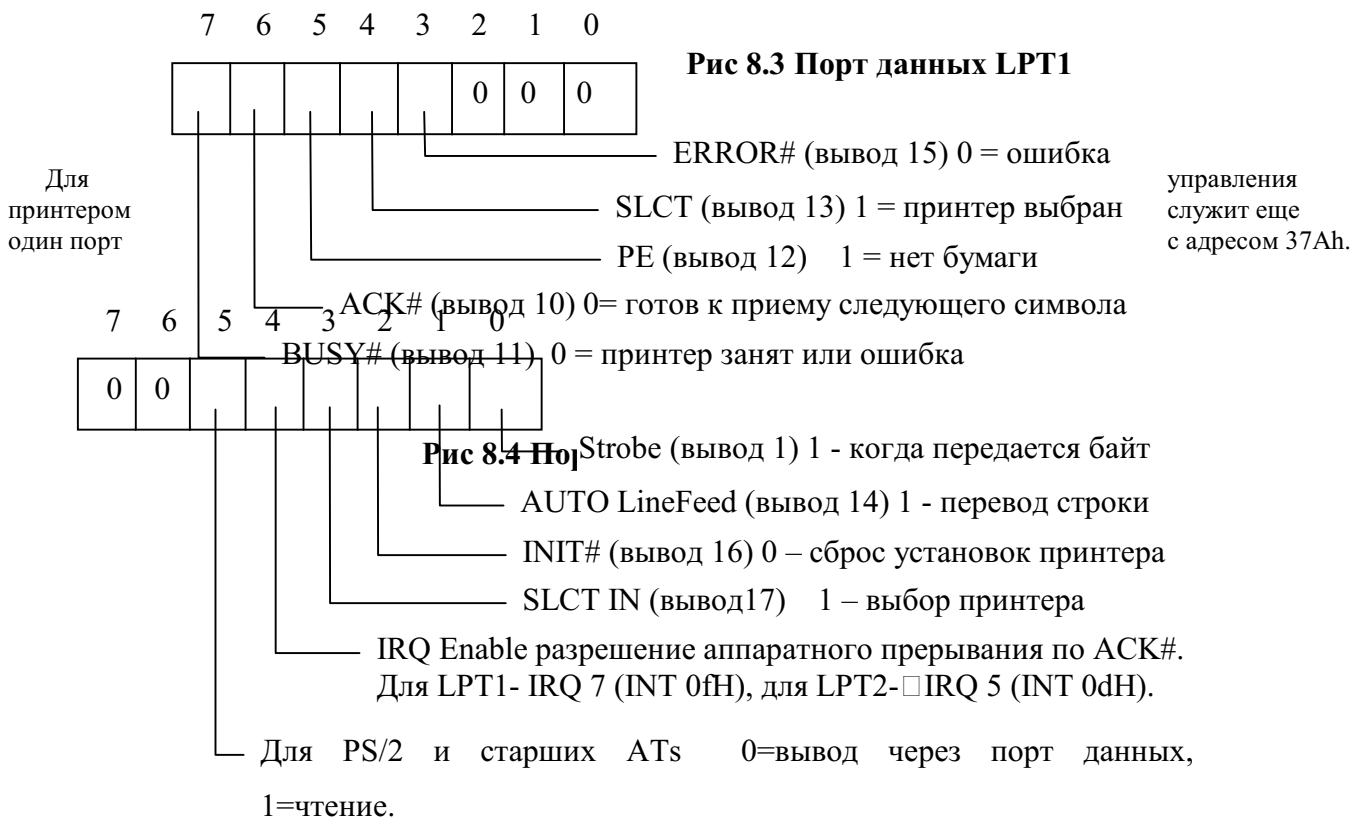 7 6 5 4 3 2 1 0
Рис 8.3 Порт данных LPT1
0 0 0
ERROR# (вывод 15) 0 = ошибка
Для
принтером
один порт
управления
служит еще
с адресом 37Ah.
SLCT (вывод 13) 1 = принтер выбран
PE (вывод 12) 1 = нет бумаги
ACK# (вывод 10) 0= готов к приему следующего символа
7 6 5 4 3 2 1 0
BUSY# (вывод 11) 0 = принтер занят или ошибка
0 0
Рис 8.4
Strobe (вывод 1) 1 - когда передается байт
AUTO LineFeed (вывод 14) 1 - перевод строки
INIT# (вывод 16) 0 – сброс установок принтера
SLCT IN (вывод17) 1 – выбор принтера
IRQ Enable разрешение аппаратного прерывания по ACK#.
Для LPT1- IRQ 7 (INT 0fH), для LPT2-□IRQ 5 (INT 0dH).
Для PS/2 и старших ATs 0=вывод через порт данных,
1=чтение.